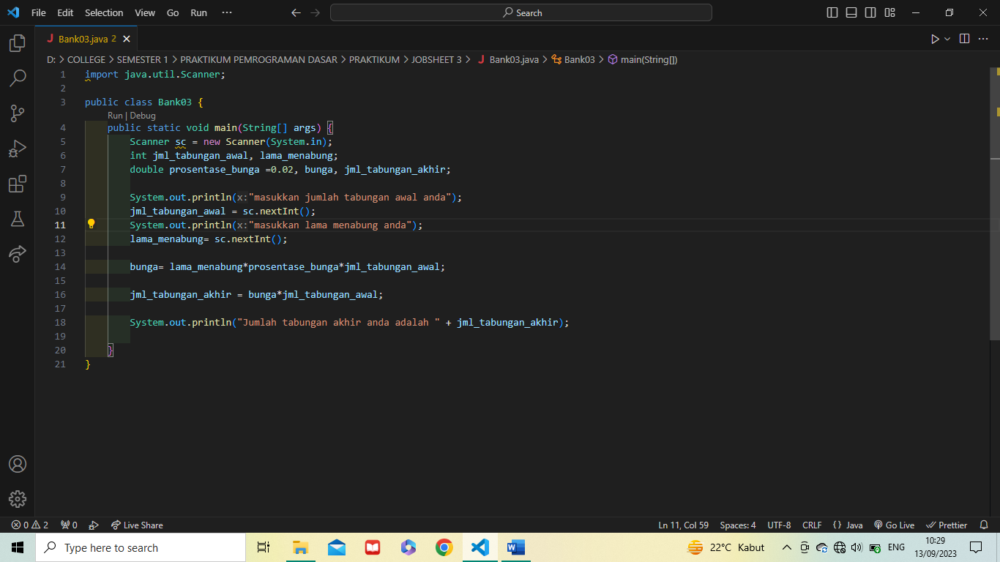 File Edit Selection View Go Run ··· Search
J Bank03.java 2
D: > COLLEGE > SEMESTER 1 > PRAKTIKUM PEMROGRAMAN DASAR > PRAKTIKUM > JOBSHEET 3 > J Bank03.java > Bank03 > main(String[])
1 import java.util.Scanner;
2
3 public class Bank03 {
Run | Debug
4 public static void main(String[] args) {
5 Scanner sc = new Scanner(System.in);
6 int jml_tabungan_awal, lama_menabung;
7 double prosentase_bunga =0.02, bunga, jml_tabungan_akhir;
8
9 System.out.println(x:"masukkan jumlah tabungan awal anda");
10 jml_tabungan_awal = sc.nextInt();
11 System.out.println(x:"masukkan lama menabung anda");
12 lama_menabung= sc.nextInt();
13
14 bunga= lama_menabung*prosentase_bunga*jml_tabungan_awal;
15
16 jml_tabungan_akhir = bunga*jml_tabungan_awal;
17
18 System.out.println("Jumlah tabungan akhir anda adalah " + jml_tabungan_akhir);
19
20 }
21 }
0 2 0 Live Share Ln 11, Col 59 Spaces: 4 UTF-8 CRLF {} Java Go Live Prettier
Type here to search 22°C Kabut ENG 10:29
13/09/2023